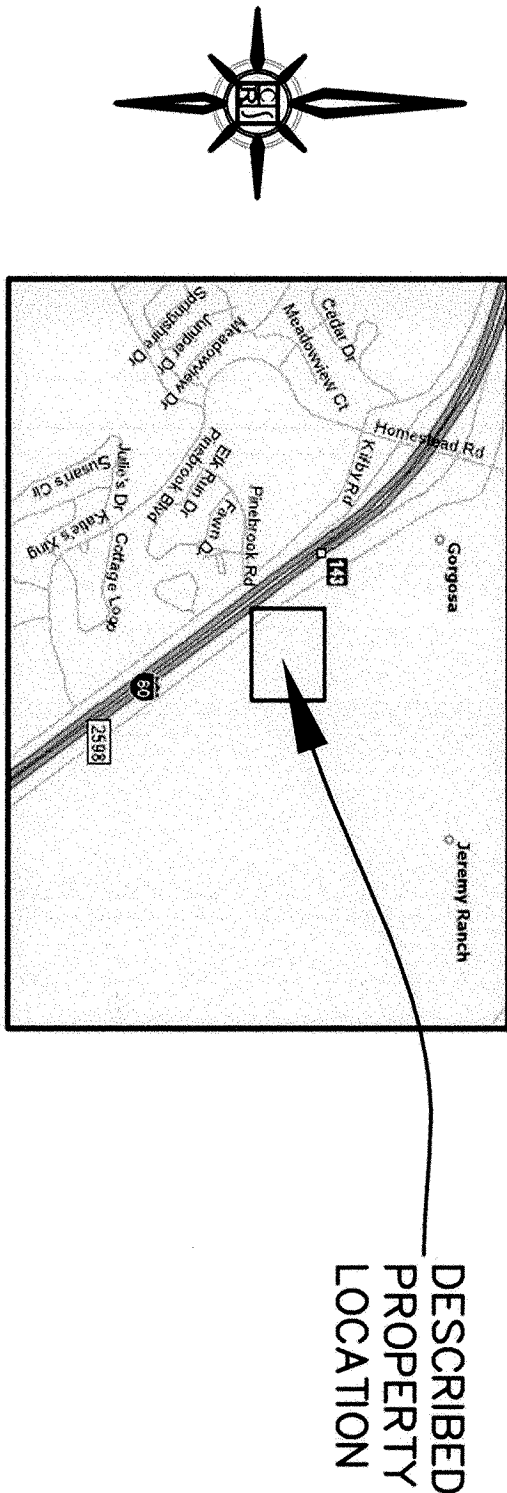 Gorgosa
Jeremy Ranch
Homestead Rd
Kilby Rd
143
Cedar Dr
Meadowview Ct
Meadowview Dr
Juniper Dr
Springshire Dr
Pinebrook Rd
Fawn Dr
Elk Run Dr
Pinebrook Blvd
80
2598
Julie's Dr
Cottage Loop
Katie's Xing
Susan's Cir
DESCRIBED
PROPERTY
LOCATION